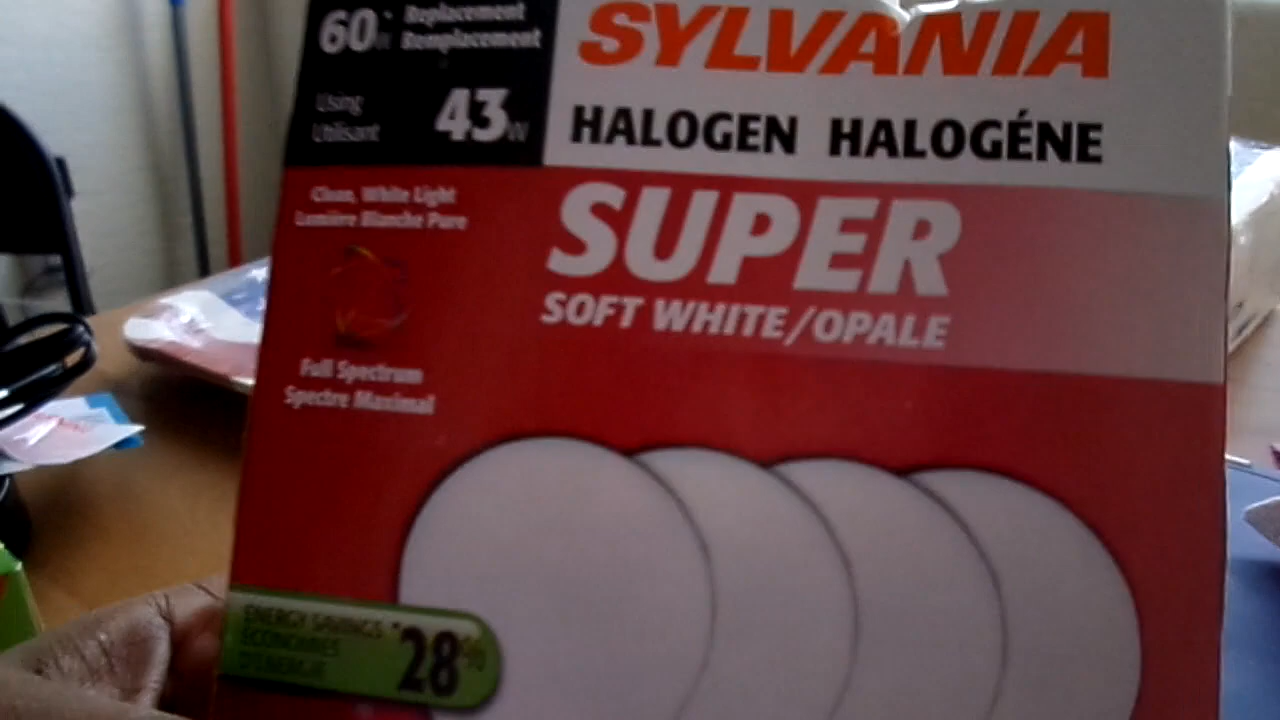 60W Replacement
Remplacement
Using
Utilisant
43W
SYLVANIA
HALOGEN HALOGÉNE
Clean, White Light
Lumière Blanche Pure
SUPER
SOFT WHITE/OPALE
Full Spectrum
Spectre Maximal
ENERGY SAVINGS
ÉCONOMIES
D'ÉNERGIE
*28%